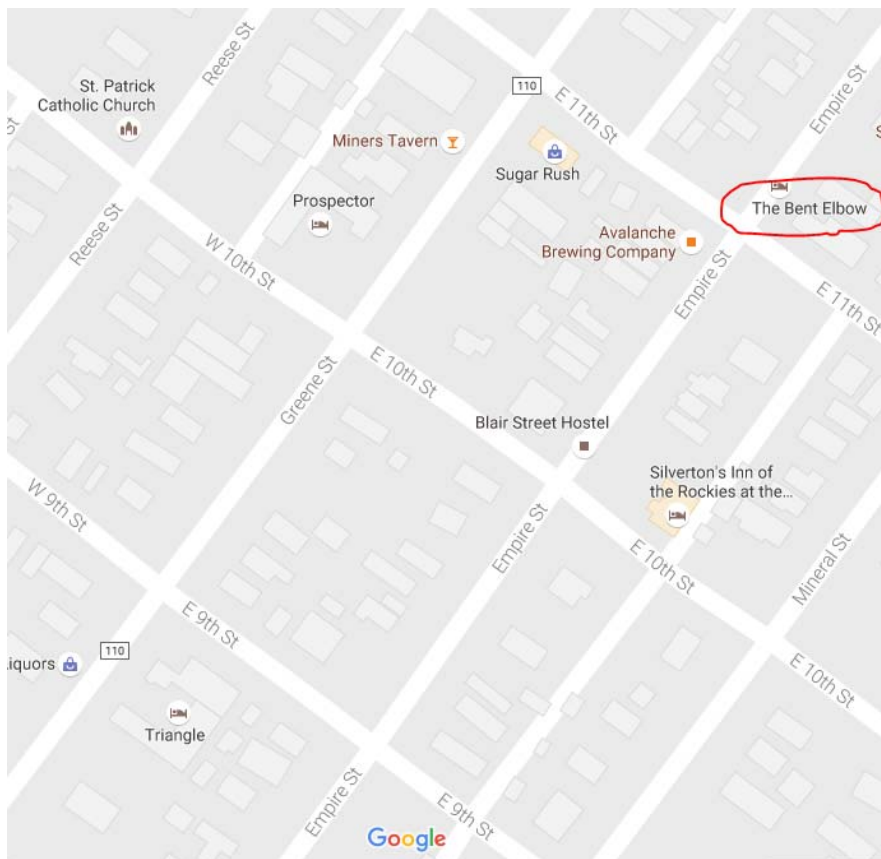 St. Patrick
Catholic Church
Reese St
110
E 11th St
Empire St
Miners Tavern
Sugar Rush
Prospector
The Bent Elbow
Reese St
W 10th St
Avalanche
Brewing Company
Empire St
E 11th St
Greene St
E 10th St
Blair Street Hostel
Silverton's Inn of
the Rockies at the...
W 9th St
Empire St
E 10th St
Mineral St
E 9th St
110
iquors
E 10th St
Triangle
Empire St
E 9th St
Google
St
S